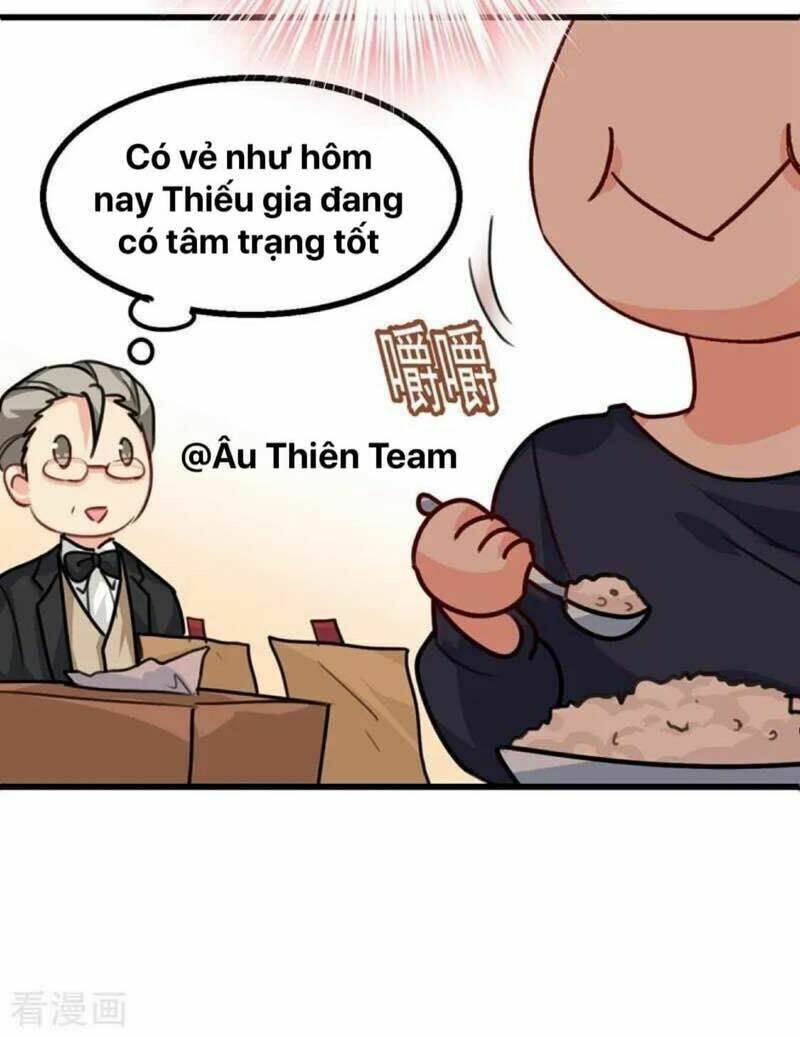 Có vẻ như hôm
nay Thiếu gia đang
có tâm trạng tốt
嚼嚼
@Âu Thiên Team
看漫画